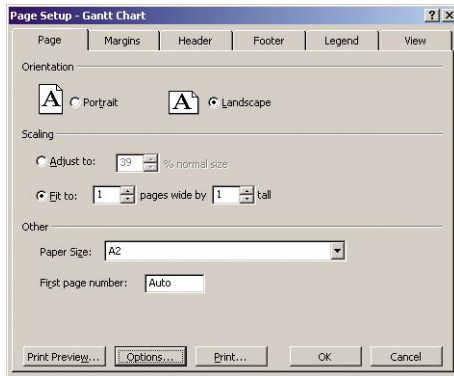 Page Setup - Gantt Chart
Page Margins Header Footer Legend View
Orientation
A Portrait A Landscape
Scaling
Adjust to: 39 % normal size
Fit to: 1 pages wide by 1 tall
Other
Paper Size: A2
First page number: Auto
Print Preview... Options... Print... OK Cancel